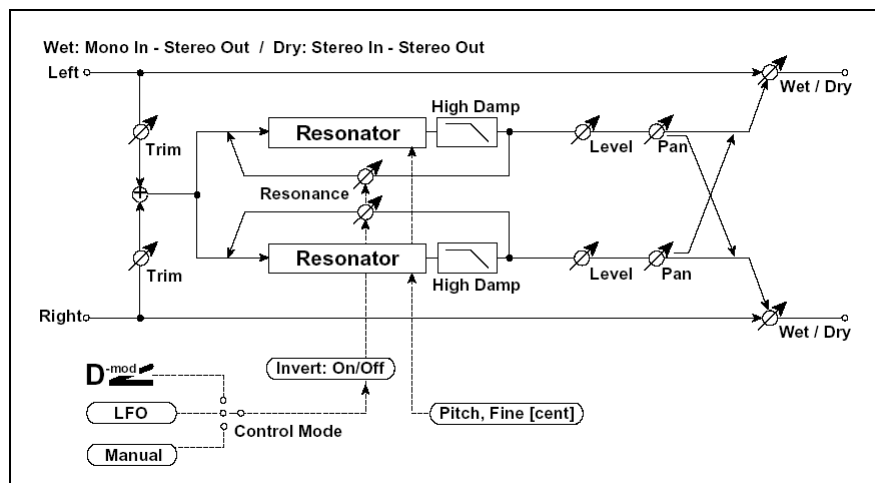 Wet: Mono In - Stereo Out / Dry: Stereo In - Stereo Out
Left
Wet / Dry
High Damp
Resonator
Trim
Level
Pan
Resonance
Resonator
Trim
High Damp
Level
Pan
Right
Wet / Dry
Invert: On/Off
D-mod
LFO
Pitch, Fine [cent]
Control Mode
Manual